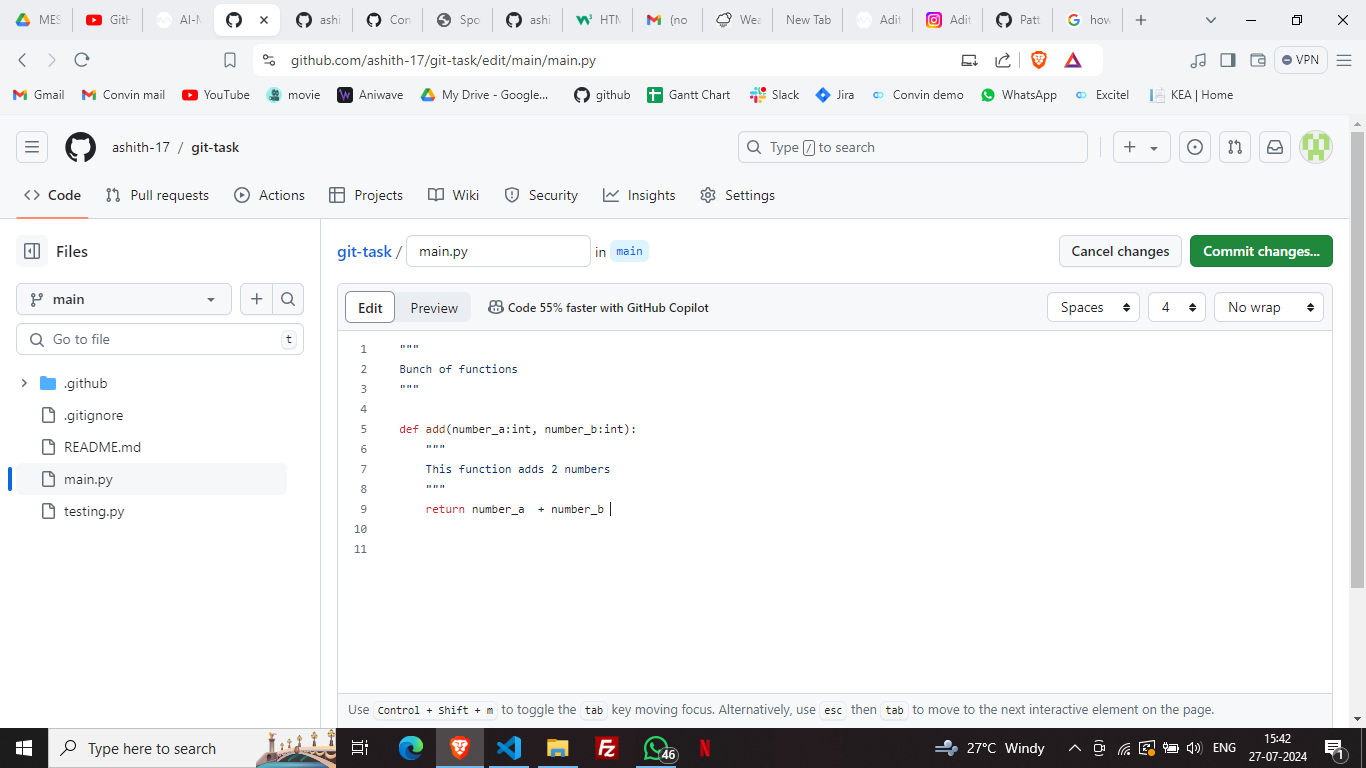 MES
GitH
AI-M
ashi
Con
Spo
ashi
HTM
(no
Wea
New Tab
Adit
Adit
Patt
how
github.com/ashith-17/git-task/edit/main/main.py
VPN
Gmail
Convin mail
YouTube
movie
Aniwave
My Drive - Google...
github
Gantt Chart
Slack
Jira
Convin demo
WhatsApp
Excitel
KEA | Home
ashith-17 / git-task
Type / to search
Code
Pull requests
Actions
Projects
Wiki
Security
Insights
Settings
Files
git-task / main.py in main
Cancel changes
Commit changes...
main
Edit
Preview
Code 55% faster with GitHub Copilot
Spaces
4
No wrap
Go to file
t
.github
.gitignore
README.md
main.py
testing.py
1 """
2 Bunch of functions
3 """
4
5 def add(number_a:int, number_b:int):
6 """
7 This function adds 2 numbers
8 """
9 return number_a  + number_b
10
11
Use Control + Shift + m to toggle the tab key moving focus. Alternatively, use esc then tab to move to the next interactive element on the page.
Type here to search
46
27°C Windy
ENG
15:42
27-07-2024
1